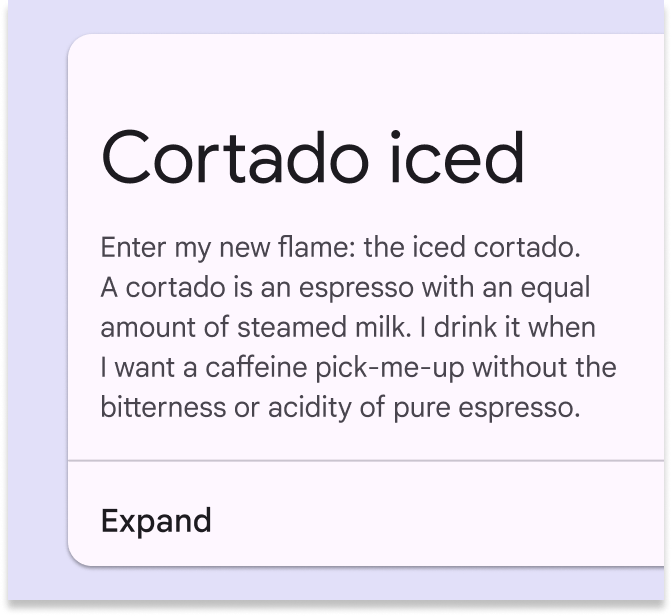 Cortado iced
Enter my new flame: the iced cortado.
A cortado is an espresso with an equal
amount of steamed milk. I drink it when
I want a caffeine pick-me-up without the
bitterness or acidity of pure espresso.
Expand